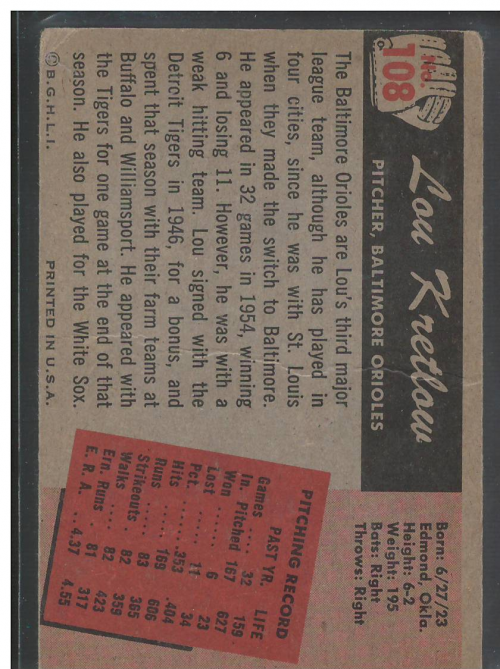 No.
108
Lou Kretlow
PITCHER, BALTIMORE ORIOLES
Born: 6/27/23
Edmond, Okla.
Height: 6-2
Weight: 195
Bats: Right
Throws: Right
The Baltimore Orioles are Lou's third major
league team, although he has played in
four cities, since he was with St. Louis
when they made the switch to Baltimore.
He appeared in 32 games in 1954, winning
6 and losing 11. However, he was with a
weak hitting team. Lou signed with the
Detroit Tigers in 1946, for a bonus, and
spent that season with their farm teams at
Buffalo and Williamsport. He appeared with
the Tigers for one game at the end of that
season. He also played for the White Sox.
© B.G.H.L.I. PRINTED IN U.S.A.
PITCHING RECORD
PAST YR. LIFE
Games . . . 32 159
In. Pitched 167 627
Won . . . . . 6 23
Lost . . . . . 11 34
Pct. . . . . .353 .404
Hits . . . . 169 606
Runs . . . . 83 365
Strikeouts . . 82 359
Walks . . . . 82 423
Ern. Runs . . 81 317
E. R. A. . . 4.37 4.55